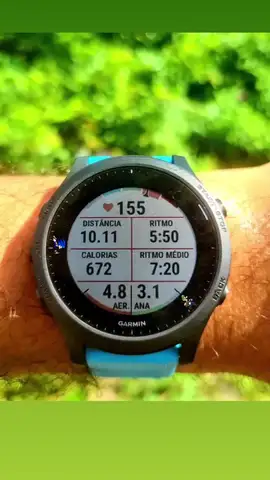 155
DISTÂNCIA RITMO
10.11 5:50
CALORIAS RITMO MÉDIO
672 7:20
4.8 3.1
AER. ANA
GARMIN